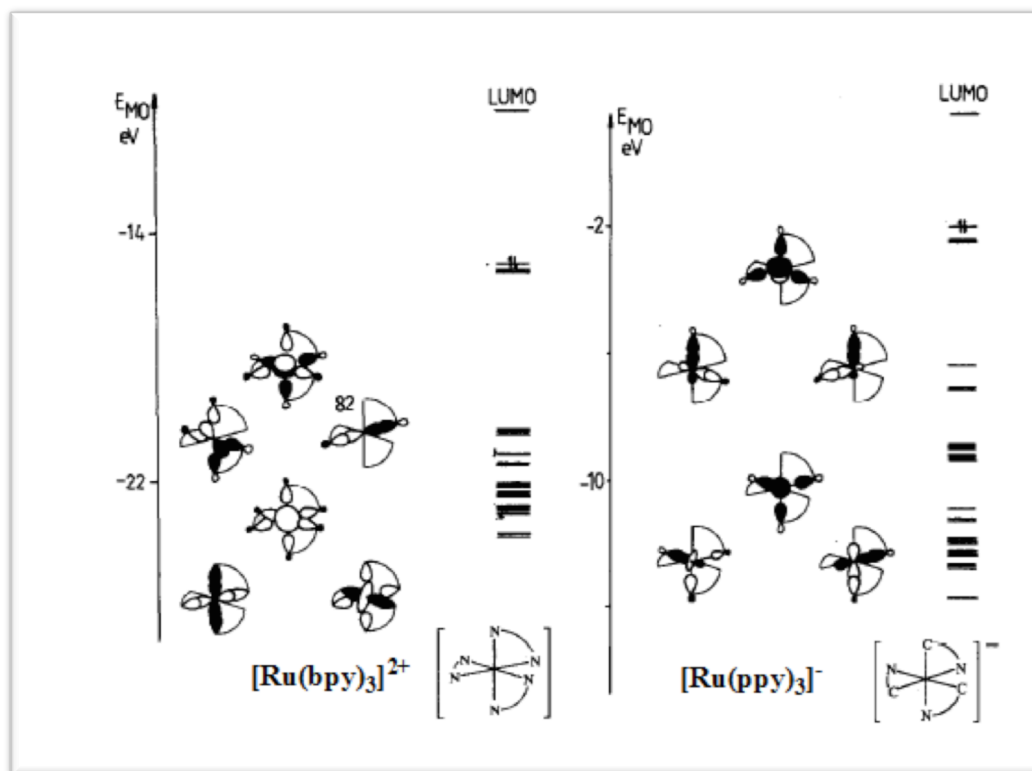 LUMO
E_MO
eV
-14
82
-22
[Ru(bpy)₃]²⁺
N
N
N
N
N
N
LUMO
E_MO
eV
-2
-10
[Ru(ppy)₃]⁻
C
N
N
C
C
N
–